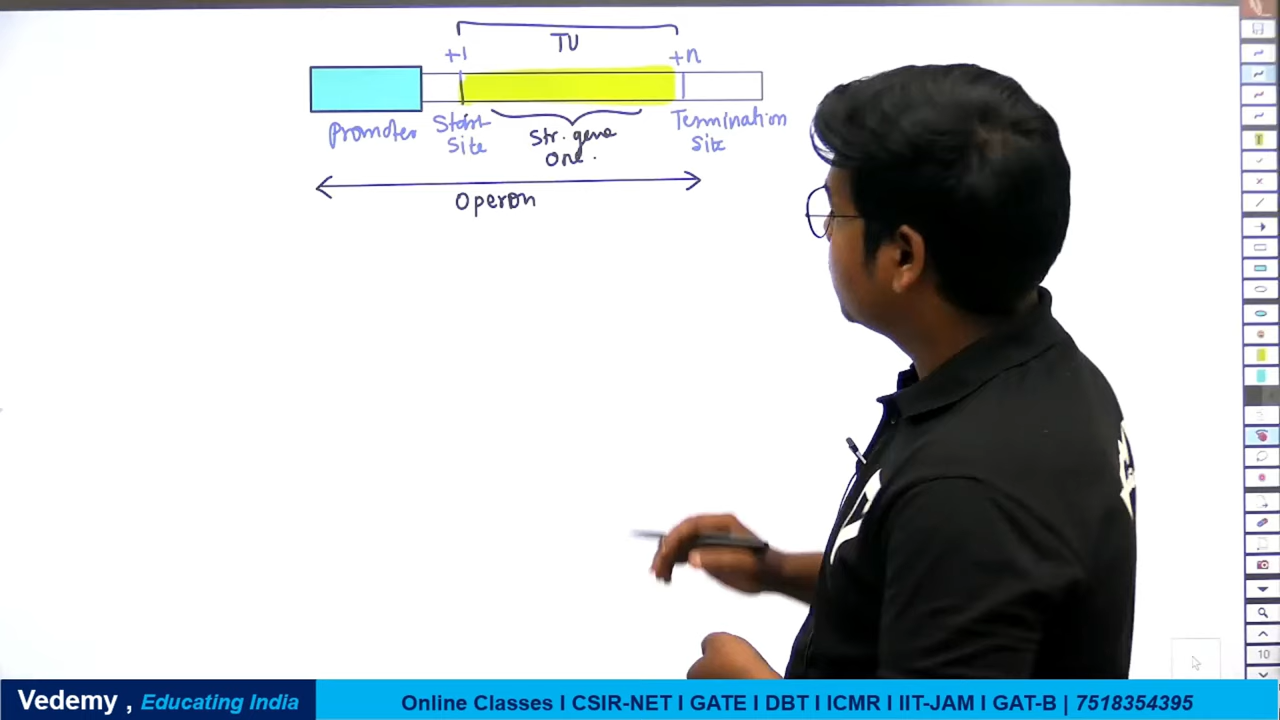 TU
+1
+n
Promoter
Start
Site
Str. gene
One.
Termination
Site
Operon
10
Vedemy , Educating India
Online Classes I CSIR-NET I GATE I DBT I ICMR I IIT-JAM I GAT-B | 7518354395